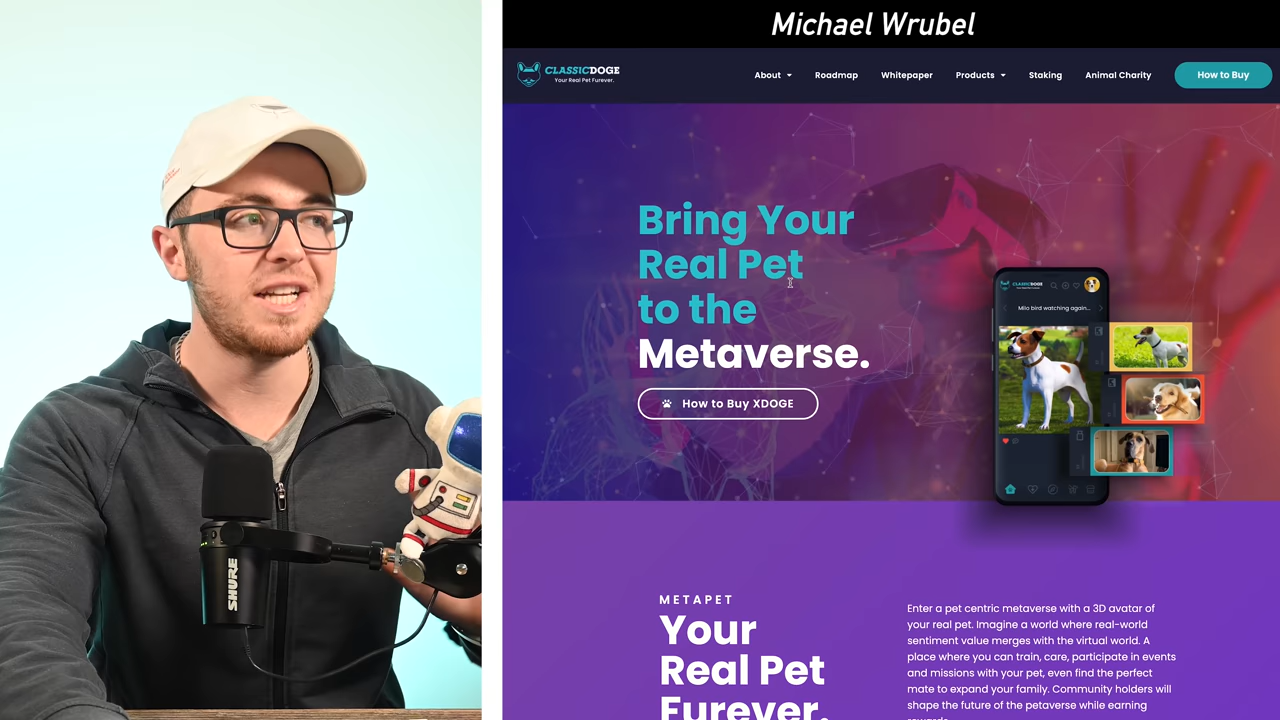 Michael Wrubel
CLASSICDOGE
Your Real Pet Furever.
About
Roadmap
Whitepaper
Products
Staking
Animal Charity
How to Buy
Bring Your
Real Pet
to the
Metaverse.
How to Buy XDOGE
CLASSICDOGE
Milo bird watching again...
METAPET
Your
Real Pet
Furever.
Enter a pet centric metaverse with a 3D avatar of
your real pet. Imagine a world where real-world
sentiment value merges with the virtual world. A
place where you can train, care, participate in events
and missions with your pet, even find the perfect
mate to expand your family. Community holders will
shape the future of the petaverse while earning
SHURE